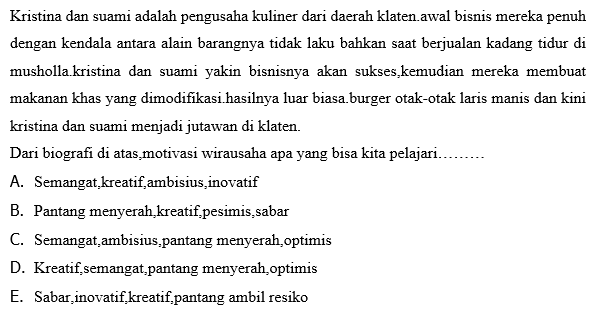 Kristina dan suami adalah pengusaha kuliner dari daerah klaten.awal bisnis mereka penuh
dengan kendala antara alain barangnya tidak laku bahkan saat berjualan kadang tidur di
musholla.kristina dan suami yakin bisnisnya akan sukses,kemudian mereka membuat
makanan khas yang dimodifikasi.hasilnya luar biasa.burger otak-otak laris manis dan kini
kristina dan suami menjadi jutawan di klaten.
Dari biografi di atas,motivasi wirausaha apa yang bisa kita pelajari.........
A. Semangat,kreatif,ambisius,inovatif
B. Pantang menyerah,kreatif,pesimis,sabar
C. Semangat,ambisius,pantang menyerah,optimis
D. Kreatif,semangat,pantang menyerah,optimis
E. Sabar,inovatif,kreatif,pantang ambil resiko